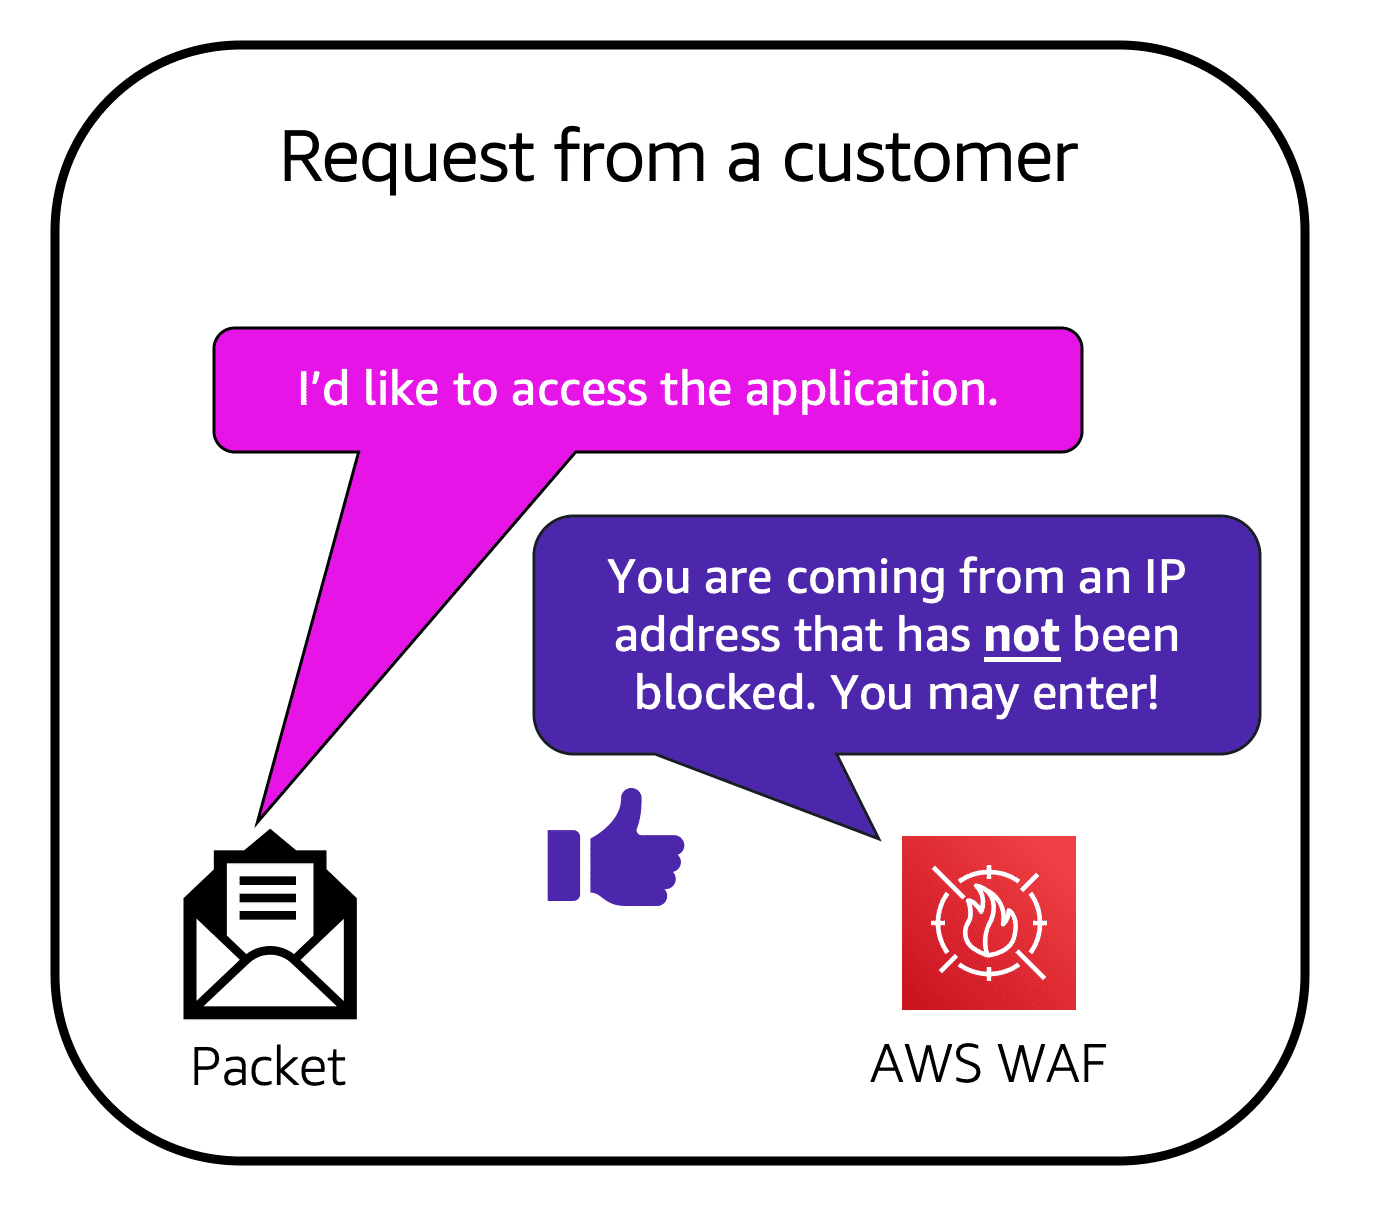 Request from a customer
I’d like to access the application.
You are coming from an IP
address that has not been
blocked. You may enter!
Packet
AWS WAF